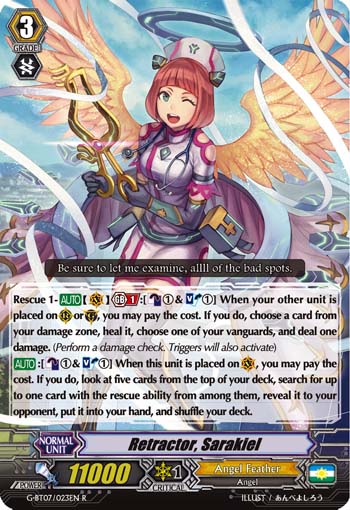 3
GRADE
Be sure to let me examine, allll of the bad spots.
Rescue 1- AUTO【 】GB 1:[ ① & V ①] When your other unit is
placed on or , you may pay the cost. If you do, choose a card from
your damage zone, heal it, choose one of your vanguards, and deal one
damage. (Perform a damage check. Triggers will also activate)
AUTO:[ ① & V ①] When this unit is placed on , you may pay the
cost. If you do, look at five cards from the top of your deck, search for up
to one card with the rescue ability from among them, reveal it to your
opponent, put it into your hand, and shuffle your deck.
NORMAL
UNIT
Retractor, Sarakiel
POWER
11000
1
CRITICAL
Angel Feather
Angel
G-BT07/023EN R
ILLUST / あんべよしろう